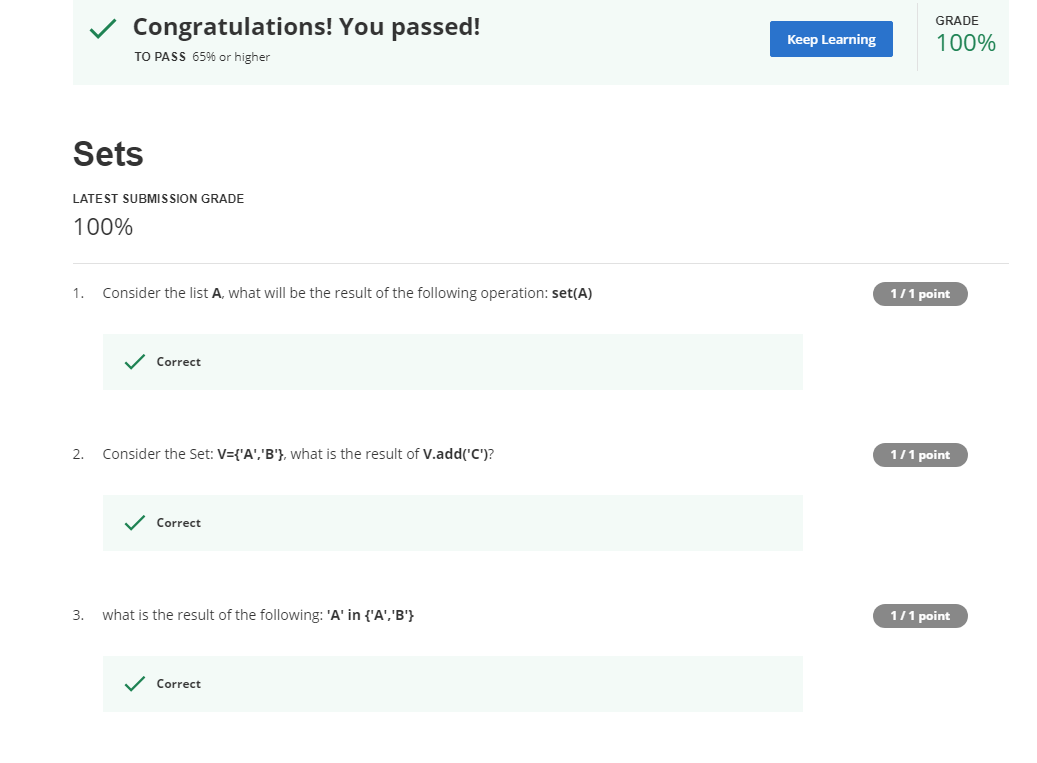 Congratulations! You passed!
TO PASS 65% or higher
Keep Learning
GRADE
100%
Sets
LATEST SUBMISSION GRADE
100%
1. Consider the list A, what will be the result of the following operation: set(A)
1 / 1 point
Correct
2. Consider the Set: V={'A','B'}, what is the result of V.add('C')?
1 / 1 point
Correct
3. what is the result of the following: 'A' in {'A','B'}
1 / 1 point
Correct